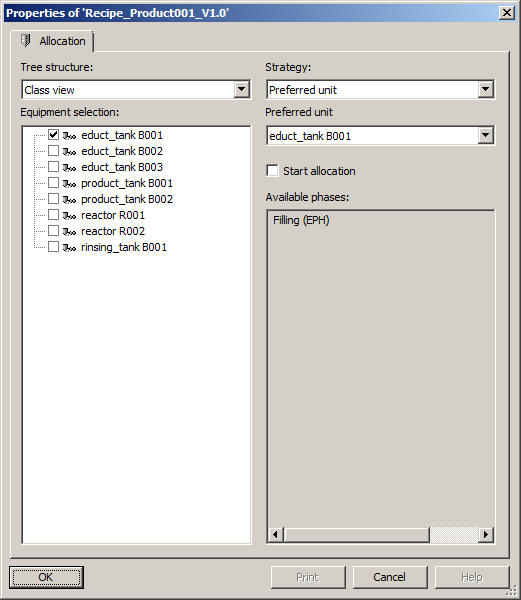 Properties of 'Recipe_Product001_V1.0'
Allocation
Tree structure:
Class view
Equipment selection:
educt_tank B001
educt_tank B002
educt_tank B003
product_tank B001
product_tank B002
reactor R001
reactor R002
rinsing_tank B001
Strategy:
Preferred unit
Preferred unit
educt_tank B001
Start allocation
Available phases:
Filling (EPH)
OK
Print
Cancel
Help